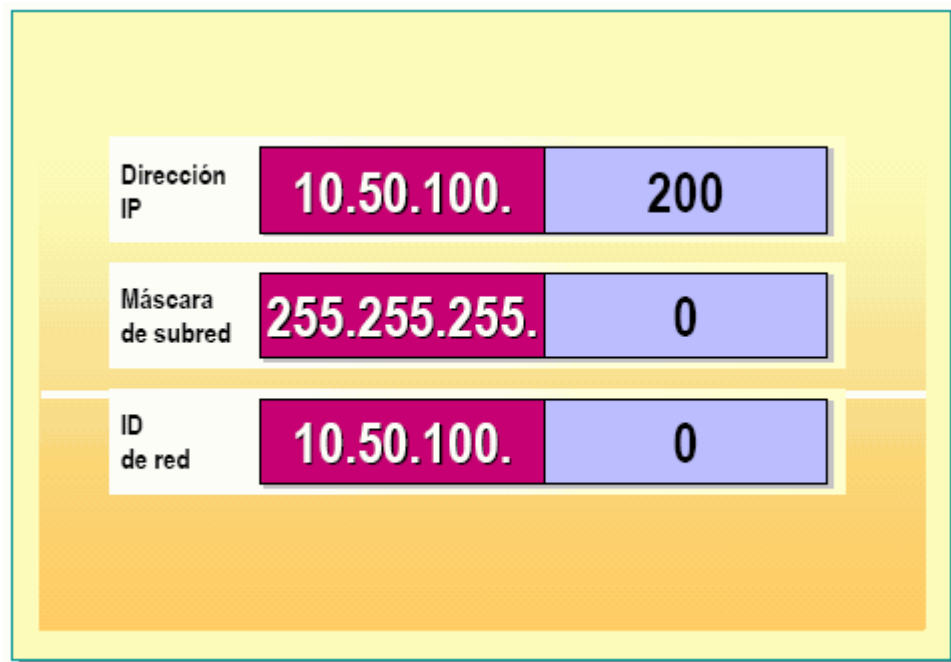 Dirección
IP
10.50.100. 200
Máscara
de subred
255.255.255. 0
ID
de red
10.50.100. 0